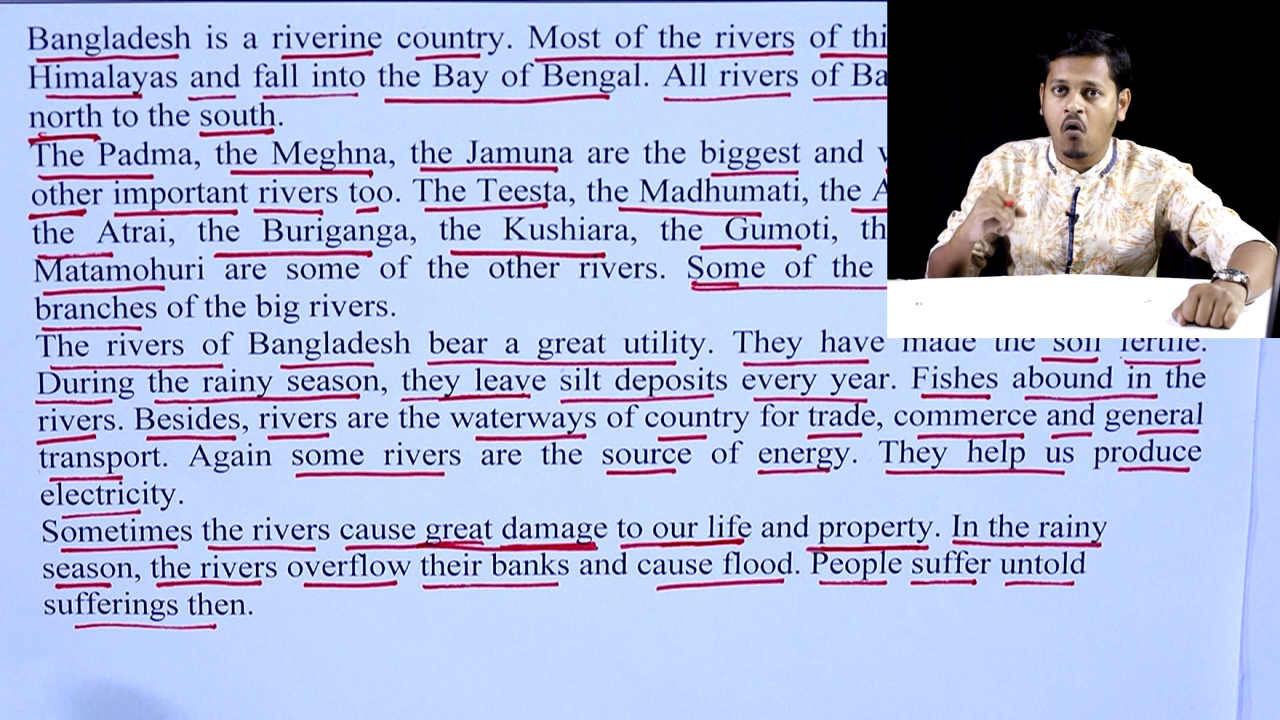 Bangladesh is a riverine country. Most of the rivers of
Himalayas and fall into the Bay of Bengal. All rivers of
north to the south.
The Padma, the Meghna, the Jamuna are the biggest and
other important rivers too. The Teesta, the Madhumati, the
the Atrai, the Buriganga, the Kushiara, the Gumoti,
Matamohuri are some of the other rivers. Some of the
branches of the big rivers.
The rivers of Bangladesh bear a great utility. They have made the soil fertile.
During the rainy season, they leave silt deposits every year. Fishes abound in the
rivers. Besides, rivers are the waterways of country for trade, commerce and general
transport. Again some rivers are the source of energy. They help us produce
electricity.
Sometimes the rivers cause great damage to our life and property. In the rainy
season, the rivers overflow their banks and cause flood. People suffer untold
sufferings then.